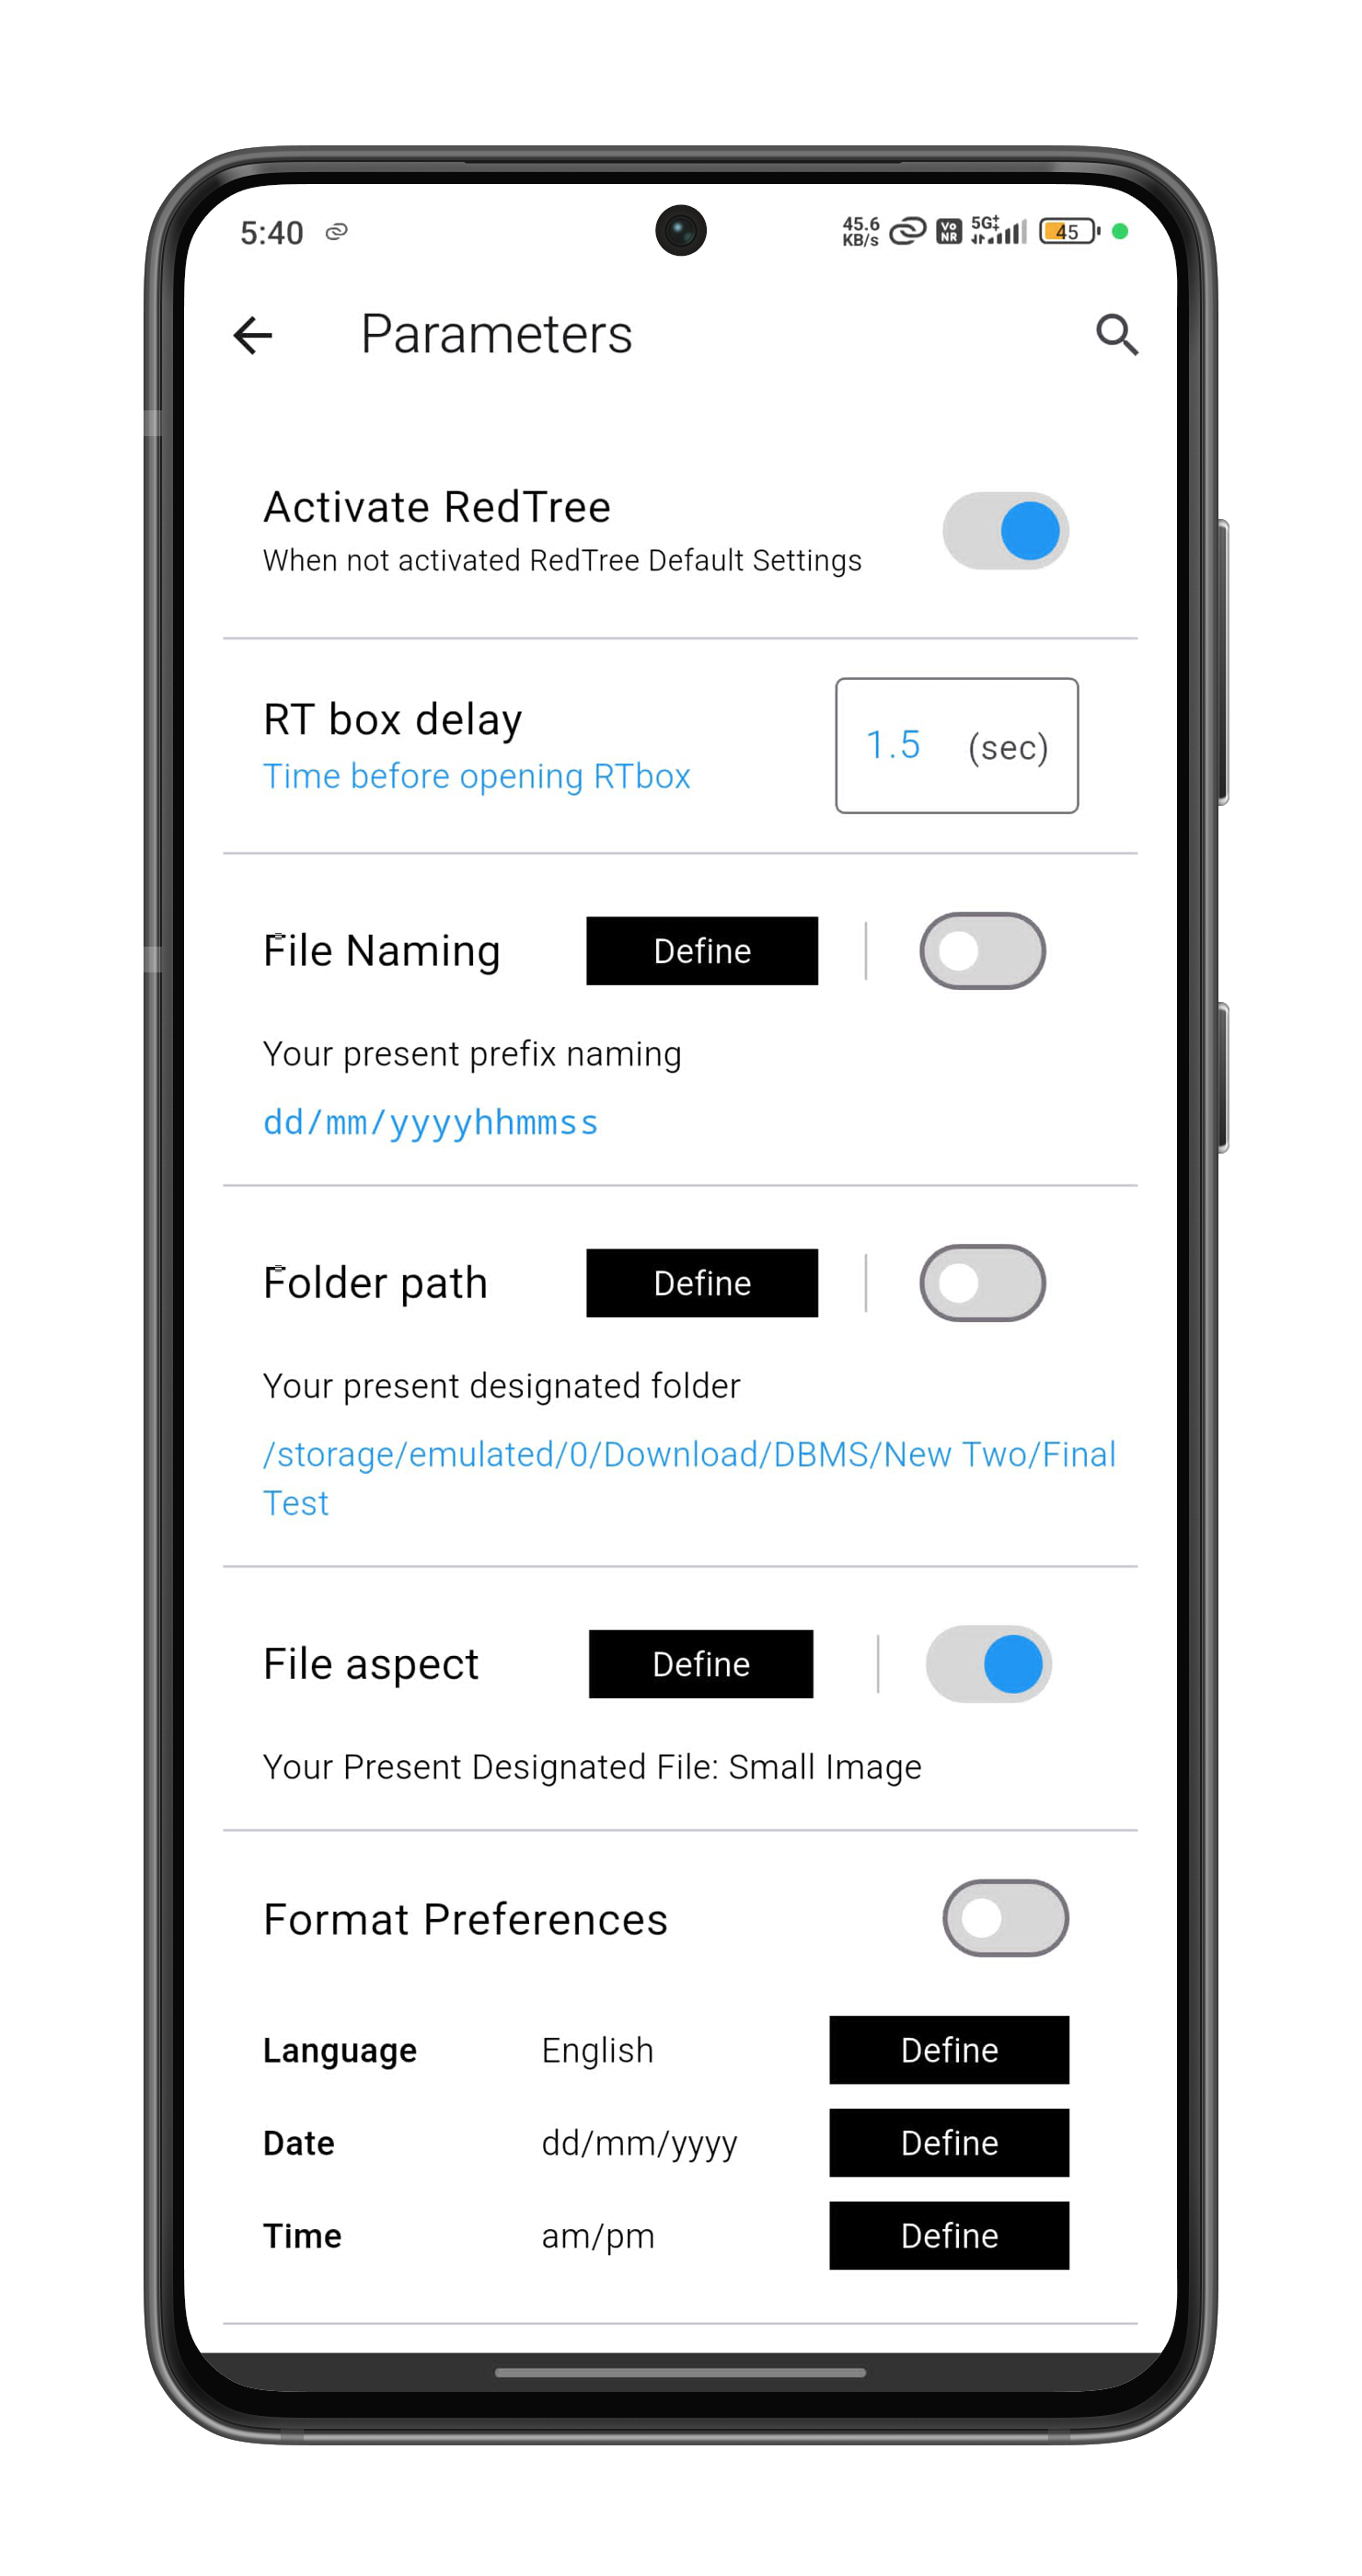 5:40
45.6 KB/s Vo NR 5G+ 45
Parameters
Activate RedTree
When not activated RedTree Default Settings
RT box delay
1.5 (sec)
Time before opening RTbox
File Naming Define
Your present prefix naming
dd/mm/yyyyhhmmss
Folder path Define
Your present designated folder
/storage/emulated/0/Download/DBMS/New Two/Final
Test
File aspect Define
Your Present Designated File: Small Image
Format Preferences
Language English Define
Date dd/mm/yyyy Define
Time am/pm Define